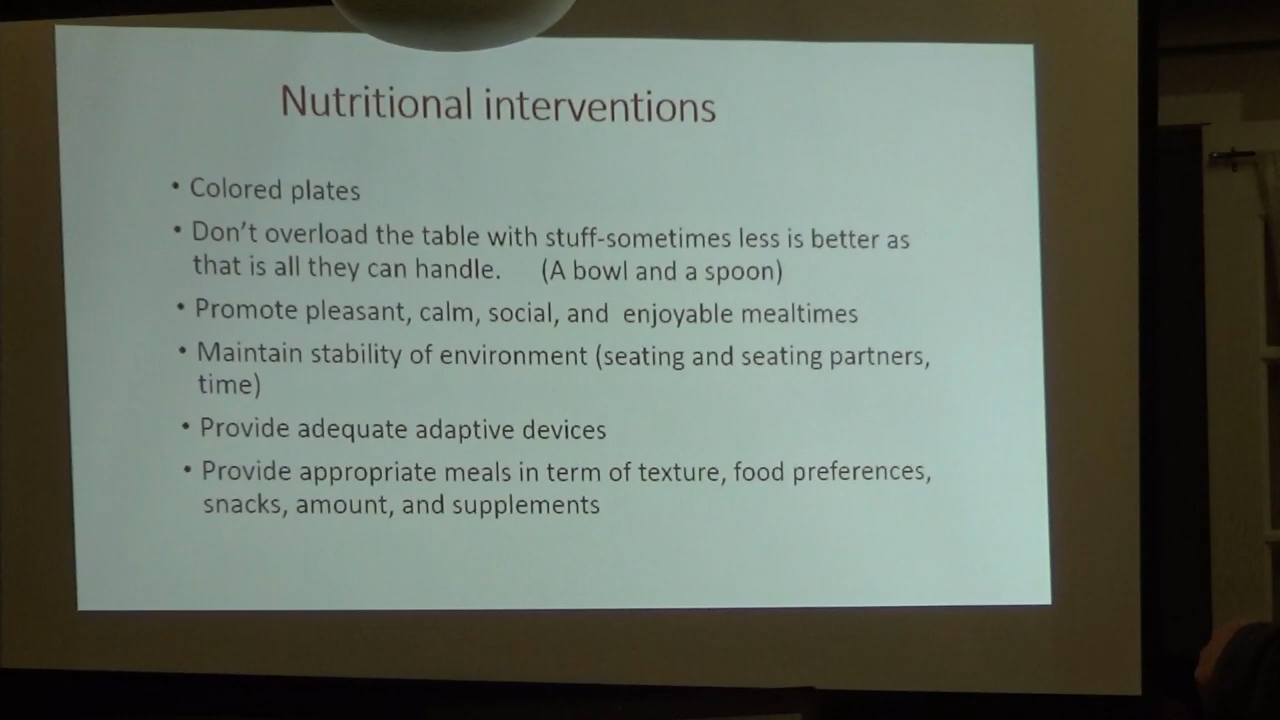 Nutritional interventions
• Colored plates
• Don't overload the table with stuff-sometimes less is better as
that is all they can handle. (A bowl and a spoon)
• Promote pleasant, calm, social, and enjoyable mealtimes
• Maintain stability of environment (seating and seating partners,
time)
• Provide adequate adaptive devices
• Provide appropriate meals in term of texture, food preferences,
snacks, amount, and supplements